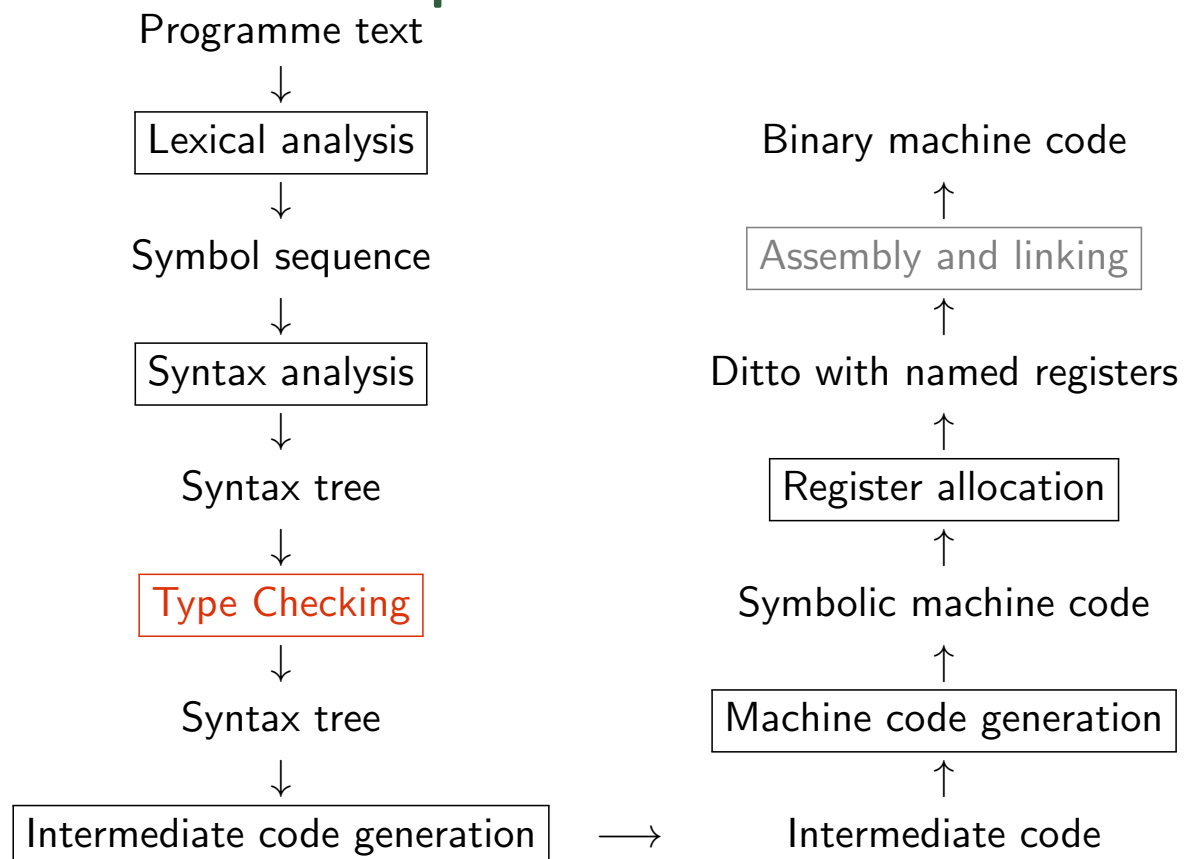 Programme text
Lexical analysis
Symbol sequence
Syntax analysis
Syntax tree
Type Checking
Syntax tree
Intermediate code generation
Binary machine code
Assembly and linking
Ditto with named registers
Register allocation
Symbolic machine code
Machine code generation
Intermediate code